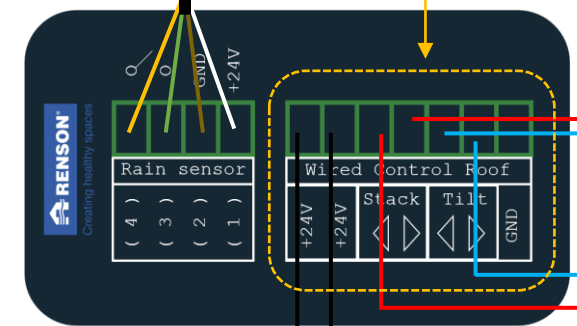 GND
+24V
RENSON®
Creating healthy spaces
Rain sensor
(4) (3) (2) (1)
Wired Control Roof
+24V +24V
Stack Tilt
GND